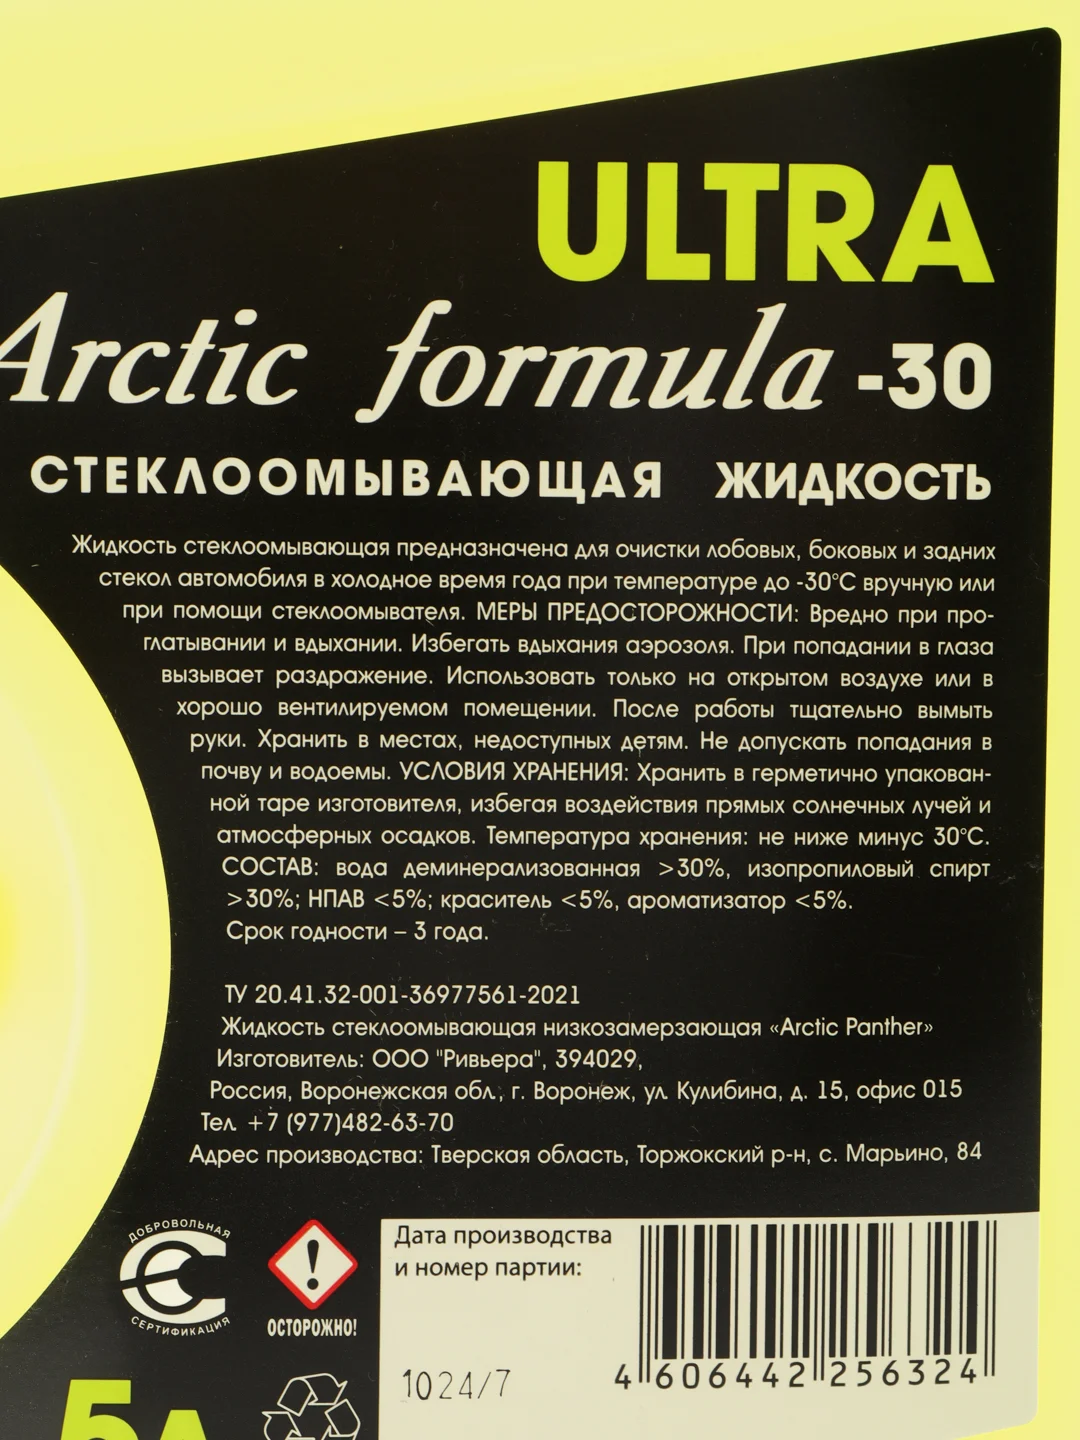 ULTRA
Arctic formula -30
СТЕКЛООМЫВАЮЩАЯ ЖИДКОСТЬ
Жидкость стеклоомывающая предназначена для очистки лобовых, боковых и задних
стекол автомобиля в холодное время года при температуре до -30°С вручную или
при помощи стеклоомывателя. МЕРЫ ПРЕДОСТОРОЖНОСТИ: Вредно при про-
глатывании и вдыхании. Избегать вдыхания аэрозоля. При попадании в глаза
вызывает раздражение. Использовать только на открытом воздухе или в
хорошо вентилируемом помещении. После работы тщательно вымыть
руки. Хранить в местах, недоступных детям. Не допускать попадания в
почву и водоемы. УСЛОВИЯ ХРАНЕНИЯ: Хранить в герметично упакован-
ной таре изготовителя, избегая воздействия прямых солнечных лучей и
атмосферных осадков. Температура хранения: не ниже минус 30°С.
СОСТАВ: вода деминерализованная >30%, изопропиловый спирт
>30%; НПАВ <5%; краситель <5%, ароматизатор <5%.
Срок годности – 3 года.
ТУ 20.41.32-001-36977561-2021
Жидкость стеклоомывающая низкозамерзающая «Arctic Panther»
Изготовитель: ООО "Ривьера", 394029,
Россия, Воронежская обл., г. Воронеж, ул. Кулибина, д. 15, офис 015
Тел. +7 (977)482-63-70
Адрес производства: Тверская область, Торжокский р-н, с. Марьино, 84
ДОБРОВОЛЬНАЯ
СЕРТИФИКАЦИЯ
ОСТОРОЖНО!
Дата производства
и номер партии:
1024/7
4 606442 256324
5л